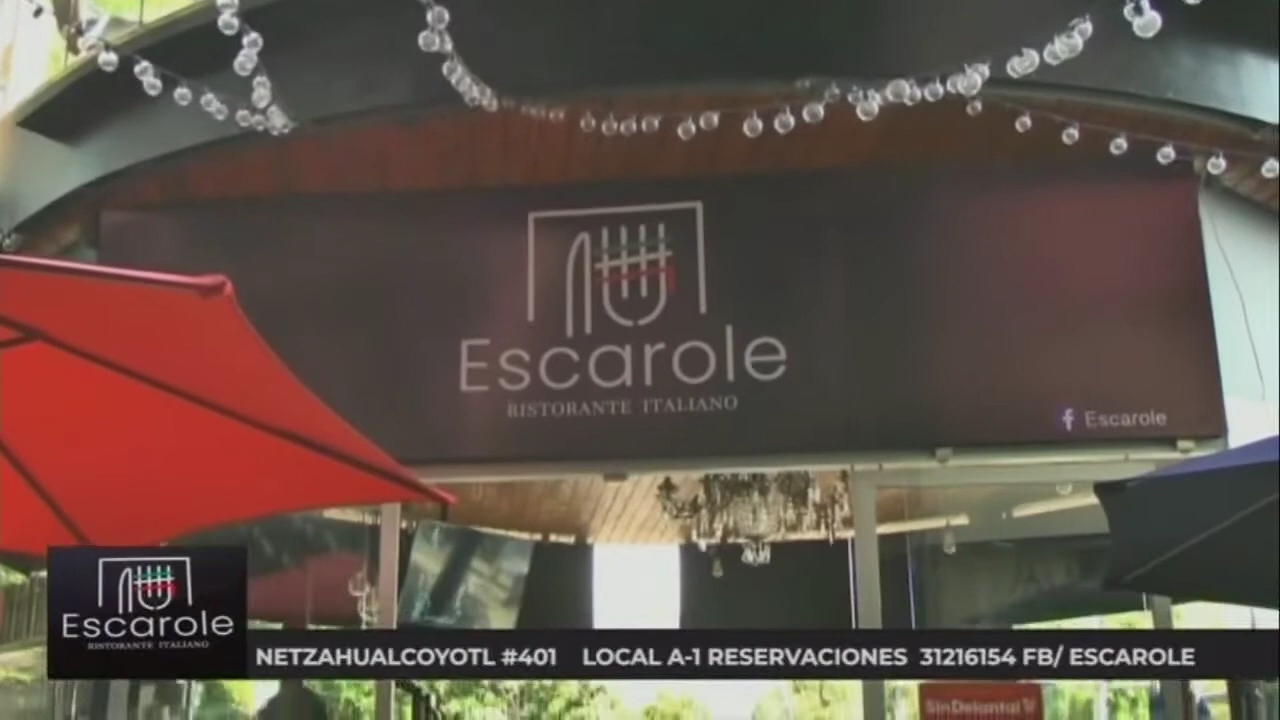 Escarole
RISTORANTE ITALIANO
Escarole
Escarole
RISTORANTE ITALIANO
NETZAHUALCOYOTL #401 LOCAL A-1 RESERVACIONES 31216154 FB/ ESCAROLE
SinDelantal